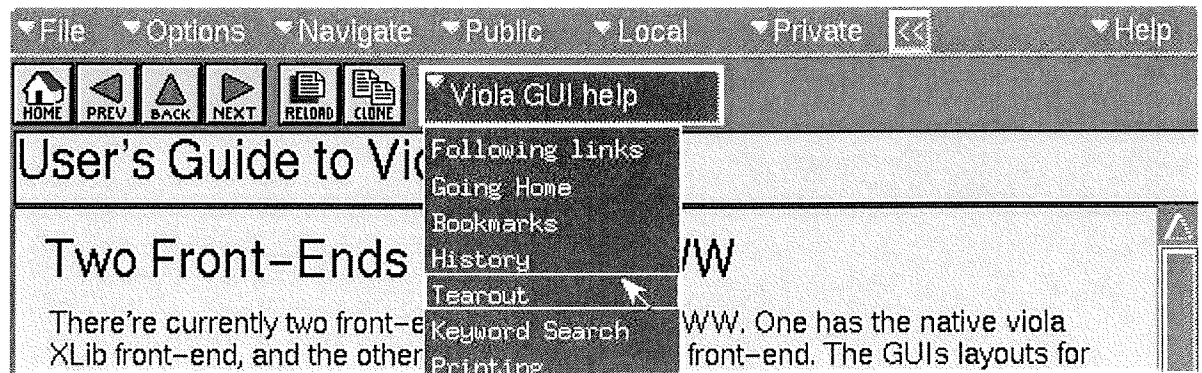 File Options Navigate Public Local Private << Help
HOME PREV BACK NEXT RELOAD CLONE Viola GUI help
User's Guide to Vi
Following links
Going Home
Bookmarks
Two Front-Ends WW
History
Tearout
There're currently two front-e WW. One has the native viola
Keyword Search
XLib front-end, and the other front-end. The GUIs layouts for
Printing